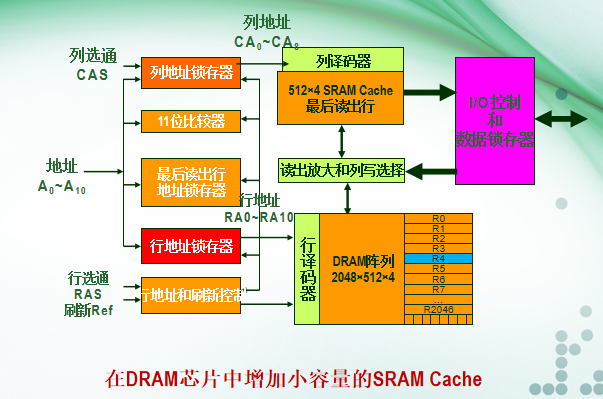 列地址
CA0~CA8
列选通
CAS
列地址锁存器
列译码器
512×4 SRAM Cache
最后读出行
I/O 控制
和
数据锁存器
11位比较器
地址
A0~A10
最后读出行
地址锁存器
读出放大和列写选择
行地址
RA0~RA10
行地址锁存器
行译码器
DRAM阵列
2048×512×4
R0
R1
R2
R3
R4
R5
R6
R7
...
R2046
行选通
RAS
刷新Ref
行地址和刷新控制
在DRAM芯片中增加小容量的SRAM Cache